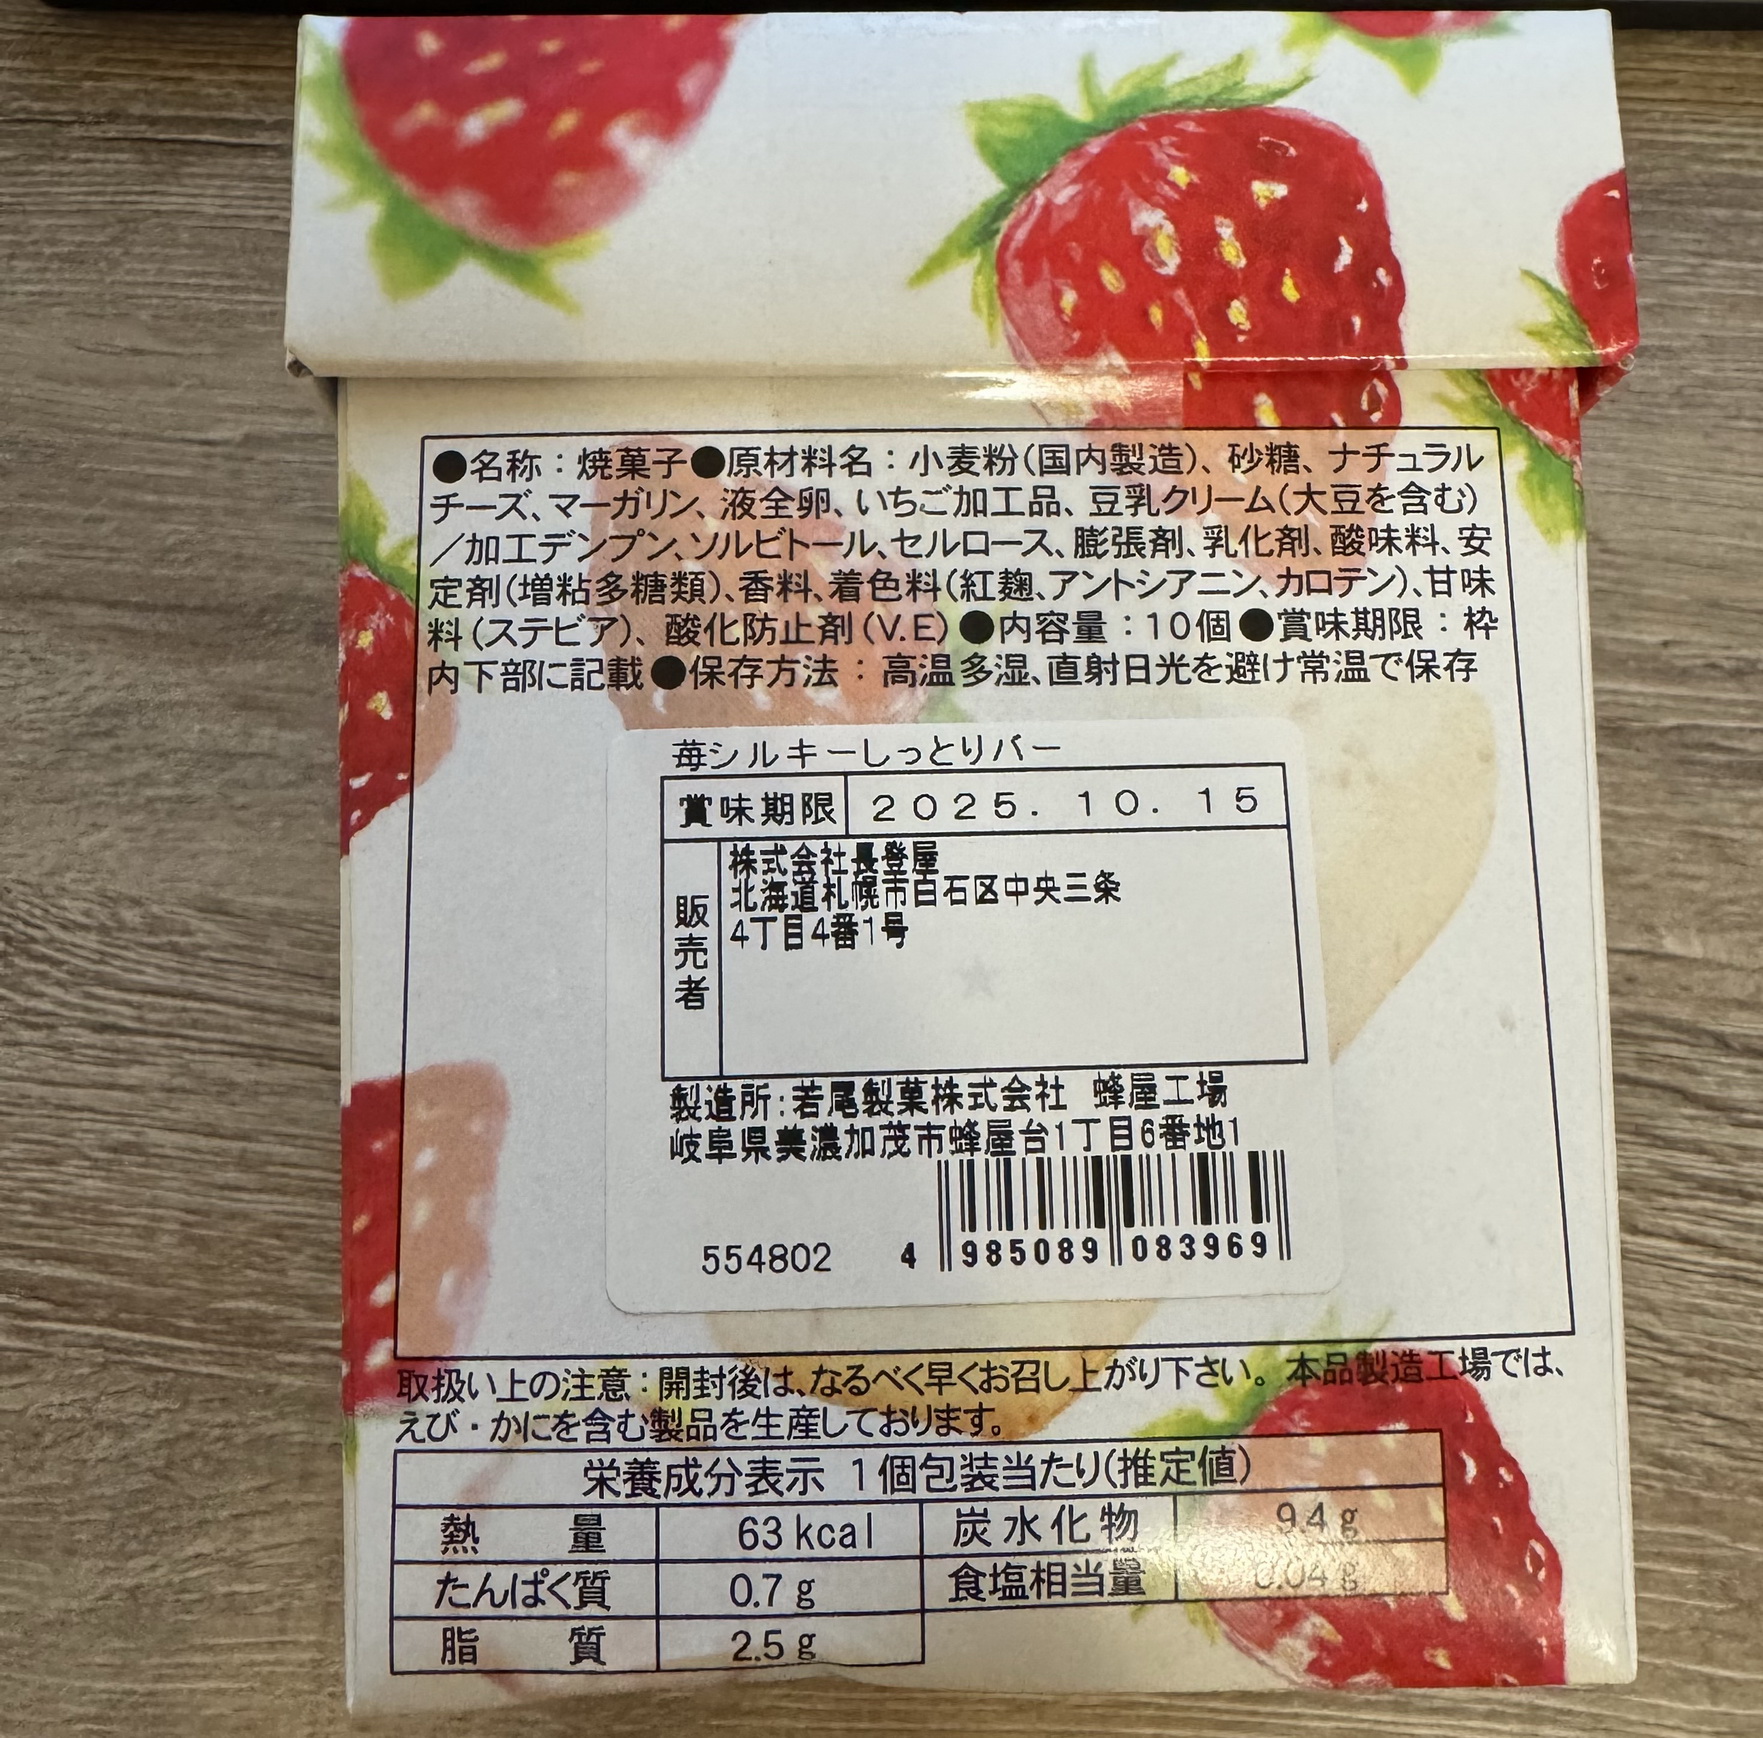 ●名称：焼菓子●原材料名：小麦粉(国内製造)、砂糖、ナチュラル
チーズ、マーガリン、液全卵、いちご加工品、豆乳クリーム(大豆を含む)
／加工デンプン、ソルビトール、セルロース、膨張剤、乳化剤、酸味料、安
定剤(増粘多糖類)、香料、着色料(紅麹、アントシアニン、カロテン)、甘味
料(ステビア)、酸化防止剤(V.E)●内容量：10個●賞味期限：枠
内下部に記載●保存方法：高温多湿、直射日光を避け常温で保存
苺シルキーしっとりバー
賞味期限 2025. 10. 15
販売者
株式会社長登屋
北海道札幌市白石区中央三条
4丁目4番1号
製造所:若尾製菓株式会社 蜂屋工場
岐阜県美濃加茂市蜂屋台1丁目6番地1
554802 4 985089 083969
取扱い上の注意：開封後は、なるべく早くお召し上がり下さい。本品製造工場では、
えび・かにを含む製品を生産しております。
栄養成分表示 1個包装当たり(推定値)
熱量 63 kcal 炭水化物 9.4 g
たんぱく質 0.7 g 食塩相当量 0.04 g
脂質 2.5 g